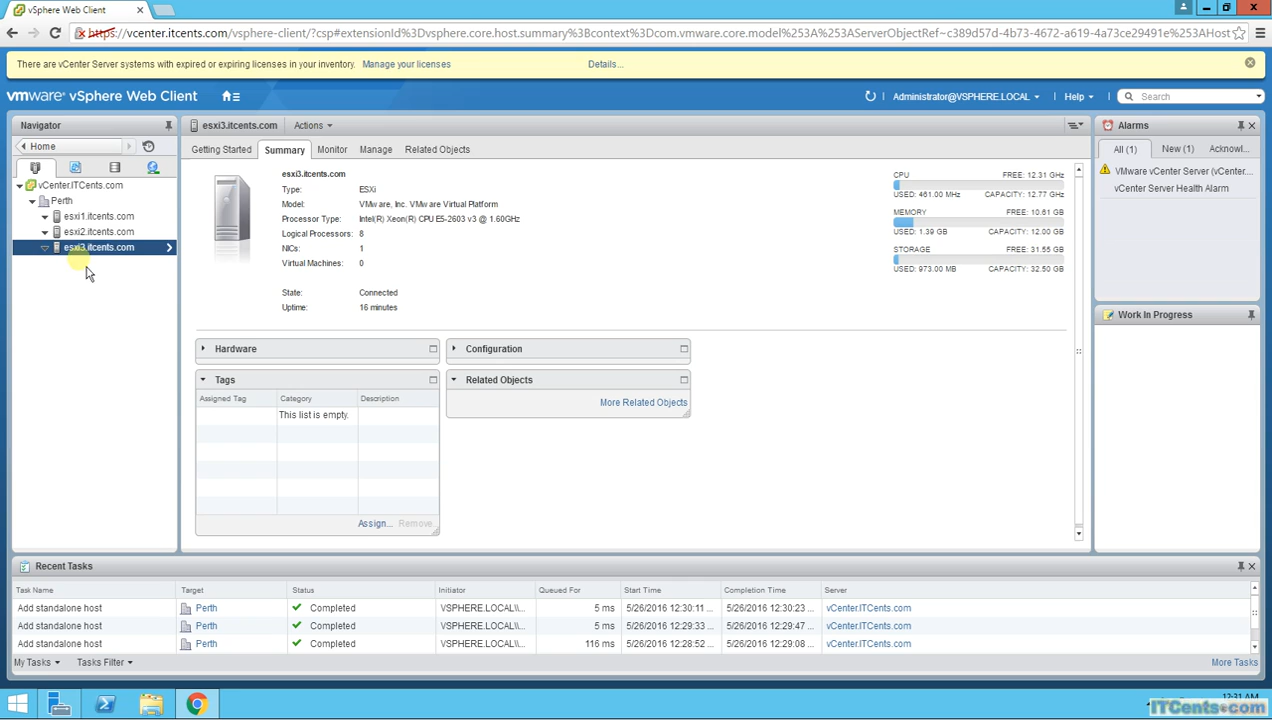 vSphere Web Client
https://vcenter.itcents.com/vsphere-client/?csp#extensionId%3Dvsphere.core.host.summary%3Bcontext%3Dcom.vmware.core.model%253A%253AServerObjectRef~c389d57d-4b73-4672-a619-4a73ce29491e%253AHost
There are vCenter Server systems with expired or expiring licenses in your inventory. Manage your licenses Details...
vmware® vSphere Web Client
Administrator@VSPHERE.LOCAL Help Search
Navigator
Home
vCenter.ITCents.com
Perth
esxi1.itcents.com
esxi2.itcents.com
esxi3.itcents.com
esxi3.itcents.com Actions
Getting Started Summary Monitor Manage Related Objects
esxi3.itcents.com
Type: ESXi
Model: VMware, Inc. VMware Virtual Platform
Processor Type: Intel(R) Xeon(R) CPU E5-2603 v3 @ 1.60GHz
Logical Processors: 8
NICs: 1
Virtual Machines: 0
State: Connected
Uptime: 16 minutes
CPU FREE: 12.31 GHz
USED: 461.00 MHz CAPACITY: 12.77 GHz
MEMORY FREE: 10.61 GB
USED: 1.39 GB CAPACITY: 12.00 GB
STORAGE FREE: 31.55 GB
USED: 973.00 MB CAPACITY: 32.50 GB
Hardware
Configuration
Tags
Assigned Tag Category Description
This list is empty.
Assign... Remove
Related Objects
More Related Objects
Alarms
All (1) New (1) Acknowl...
VMware vCenter Server (vCenter....
vCenter Server Health Alarm
Work In Progress
Recent Tasks
Task Name Target Status Initiator Queued For Start Time Completion Time Server
Add standalone host Perth Completed VSPHERE.LOCAL\\... 5 ms 5/26/2016 12:30:11 ... 5/26/2016 12:30:23 ... vCenter.ITCents.com
Add standalone host Perth Completed VSPHERE.LOCAL\\... 5 ms 5/26/2016 12:29:33 ... 5/26/2016 12:29:47 ... vCenter.ITCents.com
Add standalone host Perth Completed VSPHERE.LOCAL\\... 116 ms 5/26/2016 12:28:52 ... 5/26/2016 12:29:08 ... vCenter.ITCents.com
My Tasks Tasks Filter More Tasks
12:31 AM
ITCents.com